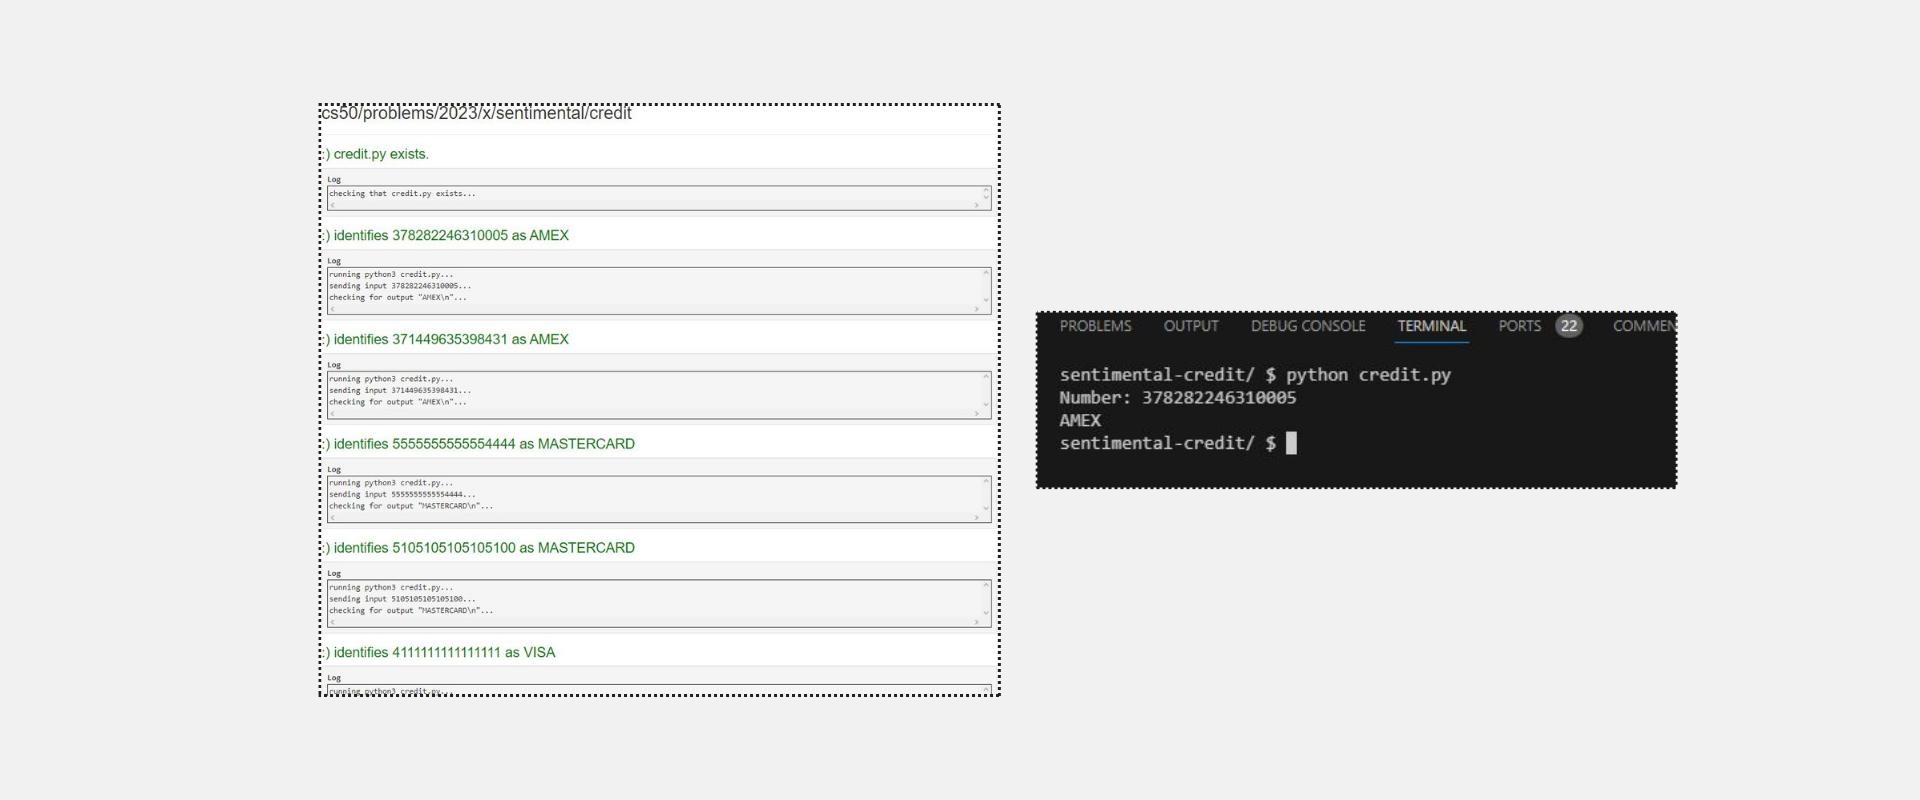 cs50/problems/2023/x/sentimental/credit
:) credit.py exists.
Log
checking that credit.py exists...
:) identifies 378282246310005 as AMEX
Log
running python3 credit.py...
sending input 378282246310005...
checking for output "AMEX\n"...
:) identifies 371449635398431 as AMEX
Log
running python3 credit.py...
sending input 371449635398431...
checking for output "AMEX\n"...
:) identifies 5555555555554444 as MASTERCARD
Log
running python3 credit.py...
sending input 5555555555554444...
checking for output "MASTERCARD\n"...
:) identifies 5105105105105100 as MASTERCARD
Log
running python3 credit.py...
sending input 5105105105105100...
checking for output "MASTERCARD\n"...
:) identifies 4111111111111111 as VISA
Log
running python3 credit.py...
PROBLEMS OUTPUT DEBUG CONSOLE TERMINAL PORTS 22 COMMEN
sentimental-credit/ $ python credit.py
Number: 378282246310005
AMEX
sentimental-credit/ $